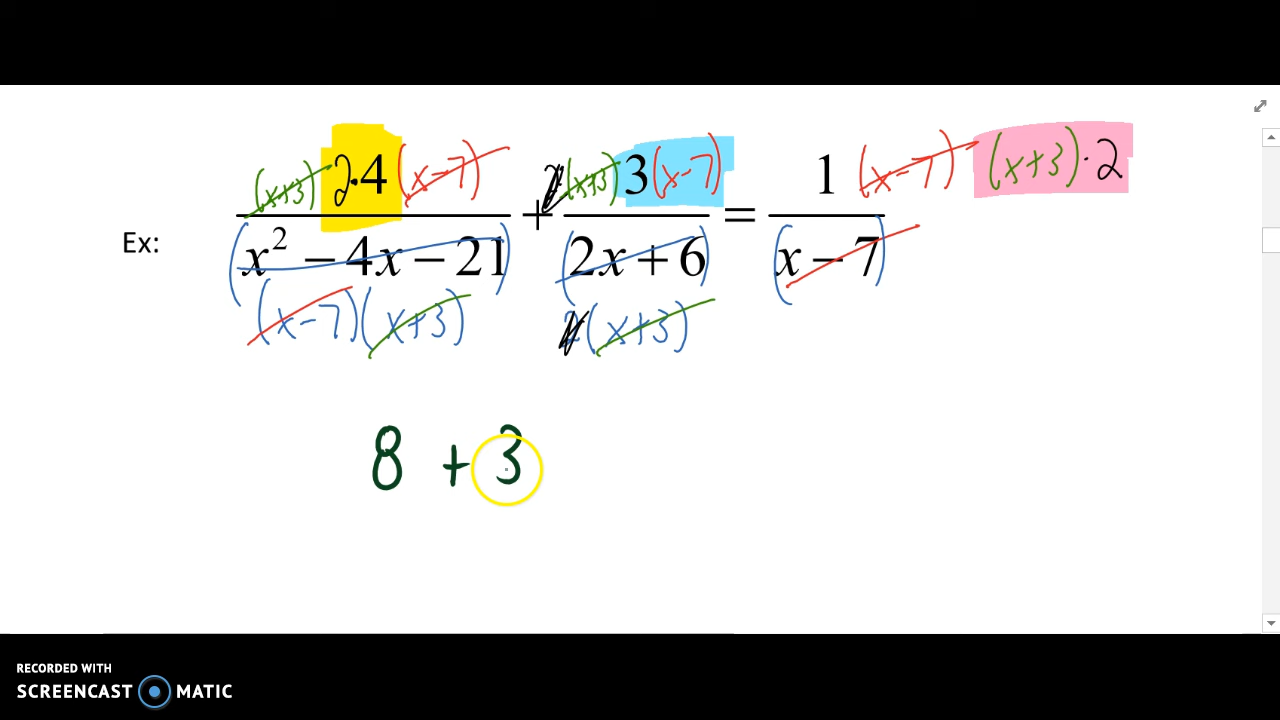 (x+3) 2·4 (x-7) + 2(x+3) 3(x-7) = 1 (x-7) (x+3)·2
Ex: (x² − 4x − 21) (2x + 6) (x − 7)
(x-7)(x+3) 2(x+3)
8 + 3
RECORDED WITH
SCREENCAST MATIC